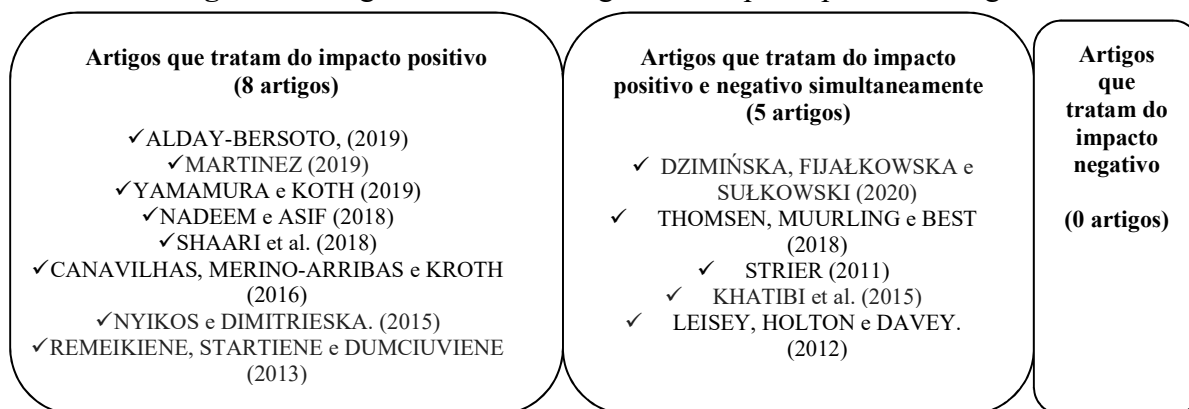 Artigos que tratam do impacto positivo
(8 artigos)
✓ALDAY-BERSOTO, (2019)
✓MARTINEZ (2019)
✓YAMAMURA e KOTH (2019)
✓NADEEM e ASIF (2018)
✓SHAARI et al. (2018)
✓CANAVILHAS, MERINO-ARRIBAS e KROTH
(2016)
✓NYIKOS e DIMITRIESKA. (2015)
✓REMEIKIENE, STARTIENE e DUMCIUVIENE
(2013)
Artigos que tratam do impacto
positivo e negativo simultaneamente
(5 artigos)
✓ DZIMIŃSKA, FIJAŁKOWSKA e
SUŁKOWSKI (2020)
✓ THOMSEN, MUURLING e BEST
(2018)
✓ STRIER (2011)
✓ KHATIBI et al. (2015)
✓ LEISEY, HOLTON e DAVEY.
(2012)
Artigos
que
tratam do
impacto
negativo
(0 artigos)